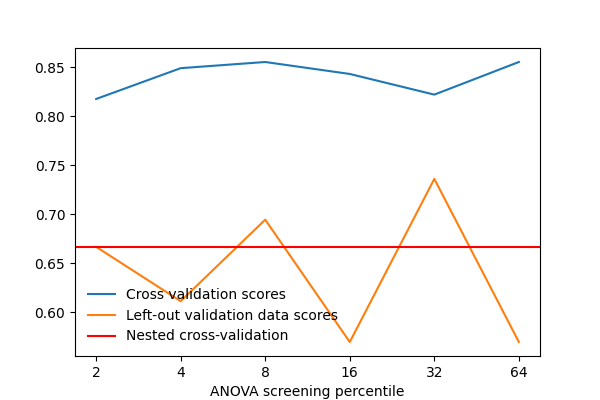 0.85
0.80
0.75
0.70
0.65
0.60
Cross validation scores
Left-out validation data scores
Nested cross-validation
2 4 8 16 32 64
ANOVA screening percentile